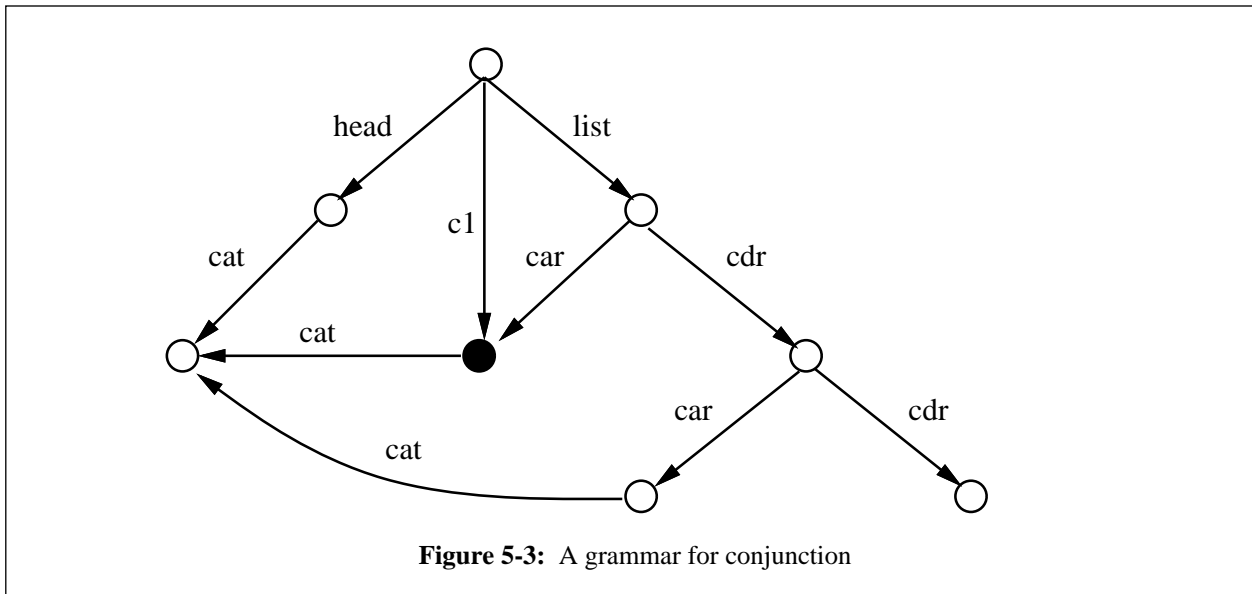 head
list
c1
cat
car
cdr
cat
car
cdr
cat
Figure 5-3: A grammar for conjunction